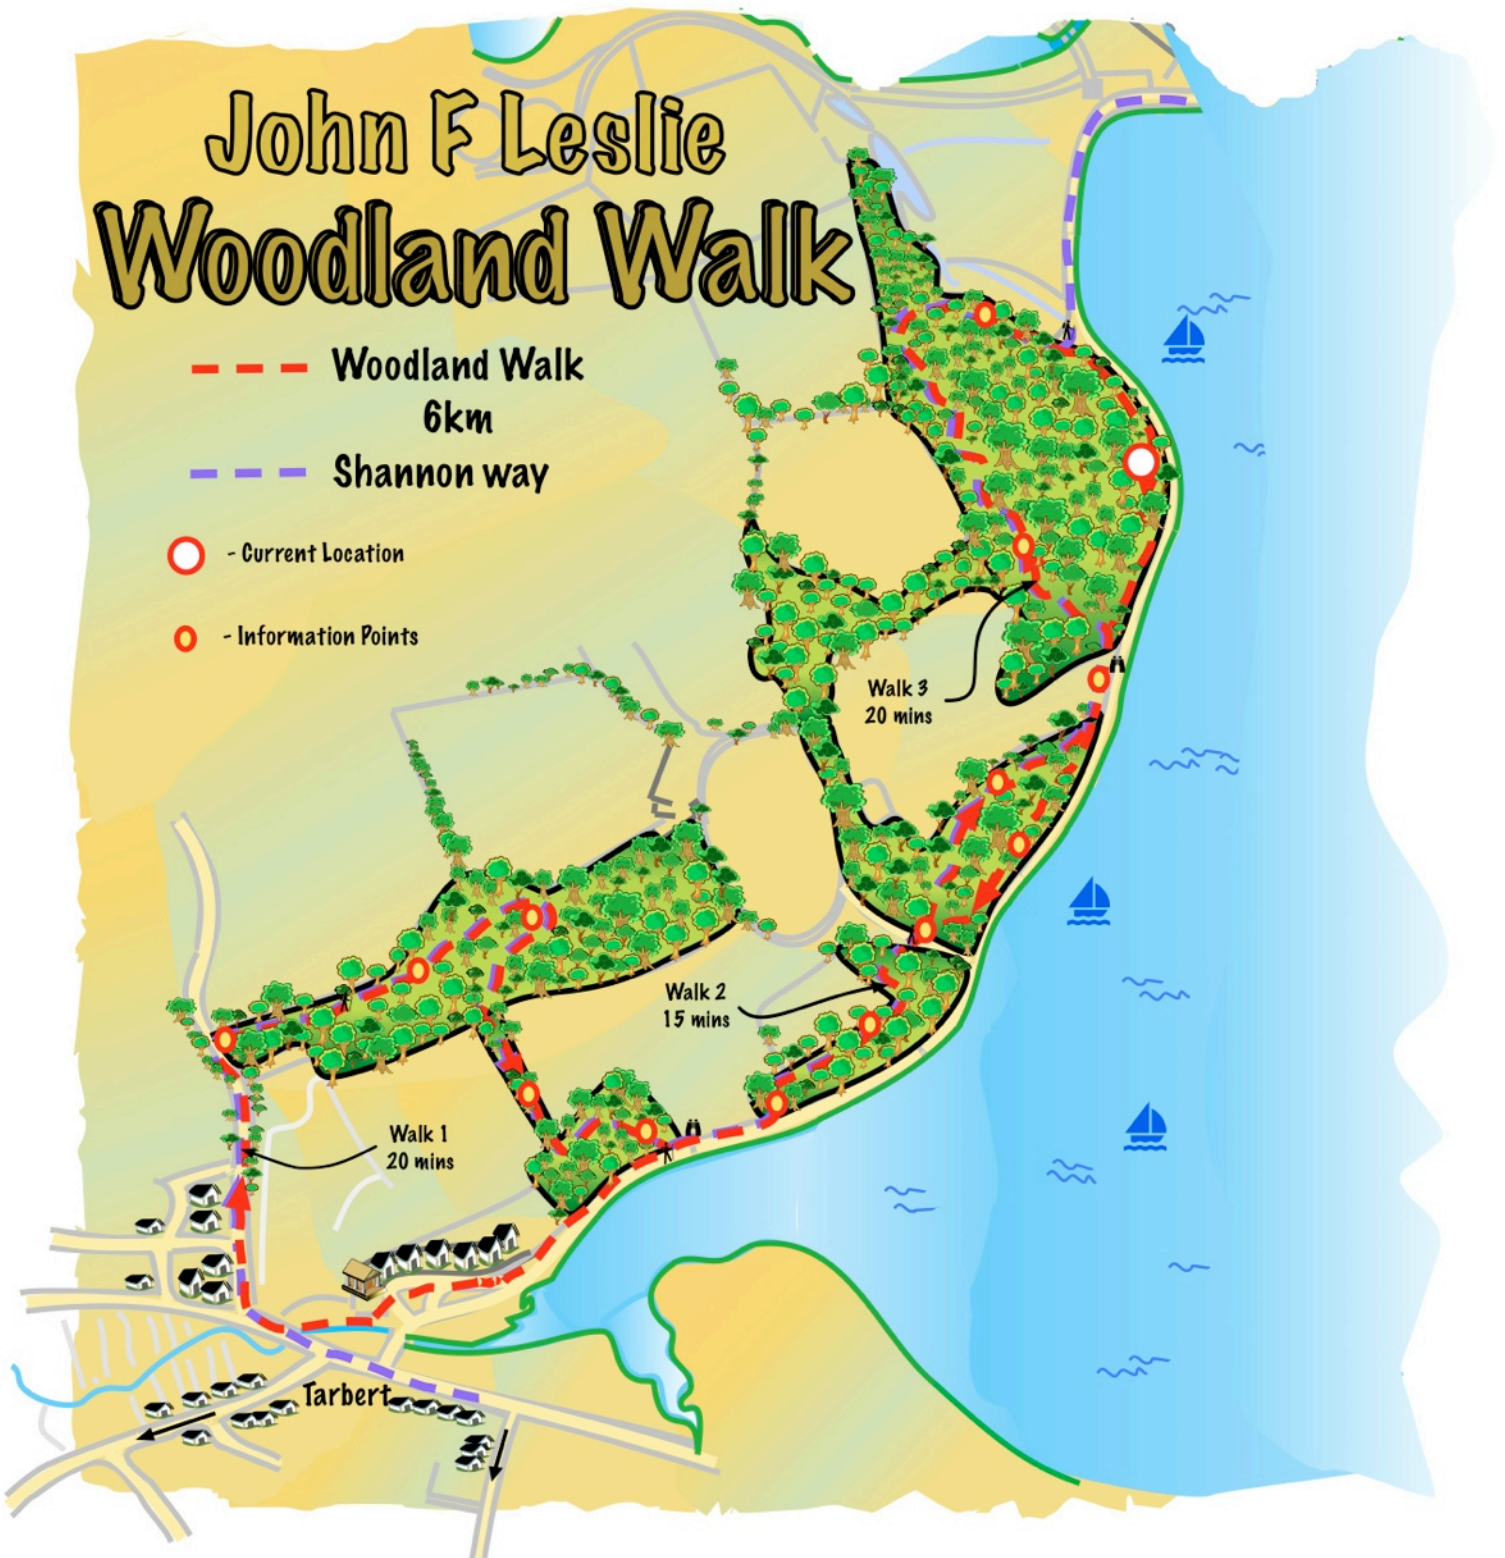 John F Leslie
Woodland Walk
Woodland Walk
6km
Shannon way
- Current Location
- Information Points
Walk 3
20 mins
Walk 2
15 mins
Walk 1
20 mins
Tarbert